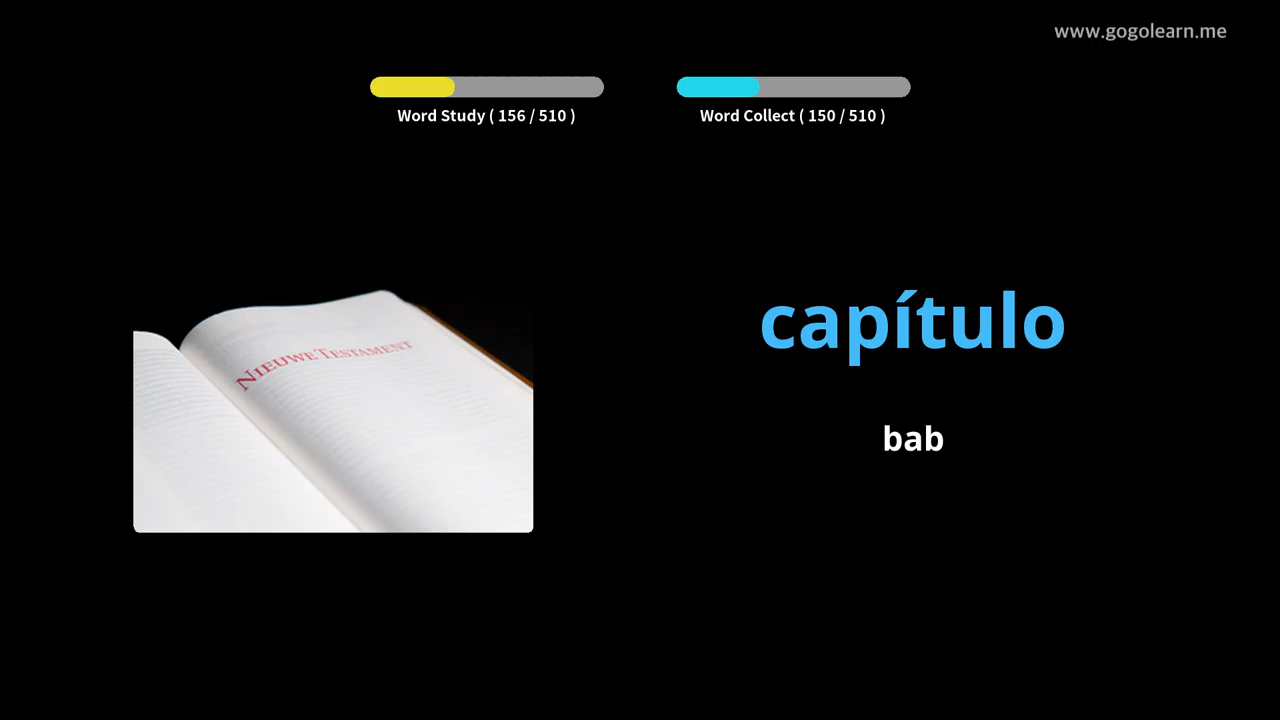 www.gogolearn.me
Word Study ( 156 / 510 )
Word Collect ( 150 / 510 )
NIEUWE TESTAMENT
capítulo
bab